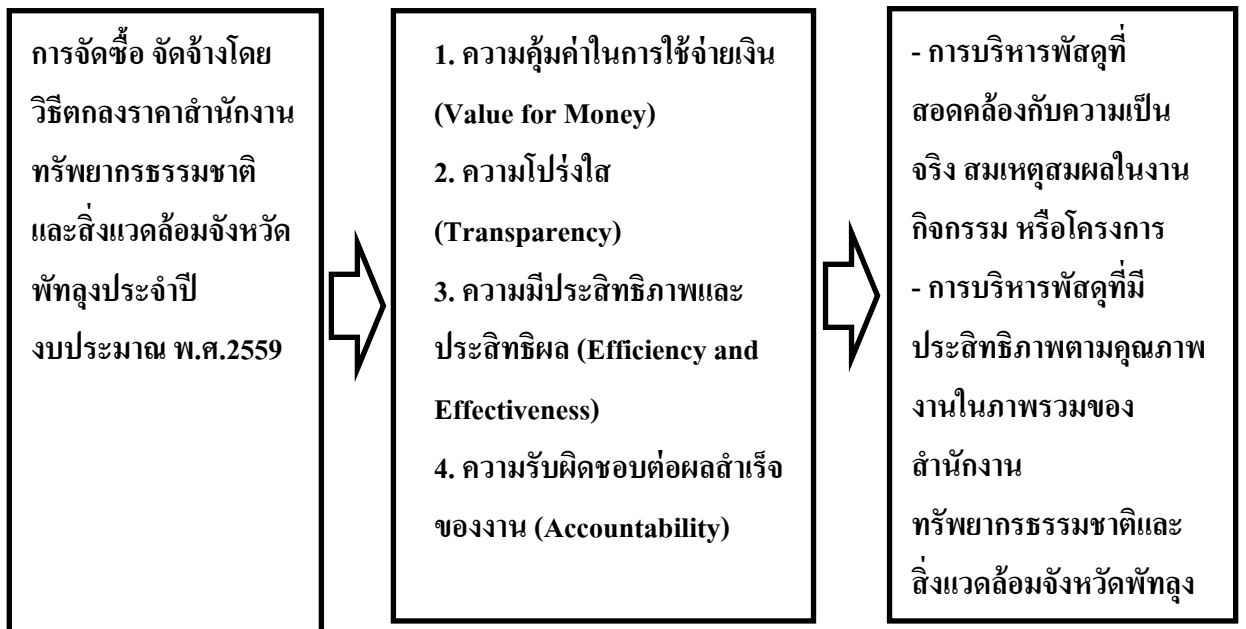 การจัดซื้อ จัดจ้างโดย
วิธีตกลงราคาสำนักงาน
ทรัพยากรธรรมชาติ
และสิ่งแวดล้อมจังหวัด
พัทลุงประจำปี
งบประมาณ พ.ศ.2559
1. ความคุ้มค่าในการใช้จ่ายเงิน
(Value for Money)
2. ความโปร่งใส
(Transparency)
3. ความมีประสิทธิภาพและ
ประสิทธิผล (Efficiency and
Effectiveness)
4. ความรับผิดชอบต่อผลสำเร็จ
ของงาน (Accountability)
- การบริหารพัสดุที่
สอดคล้องกับความเป็น
จริง สมเหตุสมผลในงาน
กิจกรรม หรือโครงการ
- การบริหารพัสดุที่มี
ประสิทธิภาพตามคุณภาพ
งานในภาพรวมของ
สำนักงาน
ทรัพยากรธรรมชาติและ
สิ่งแวดล้อมจังหวัดพัทลุง